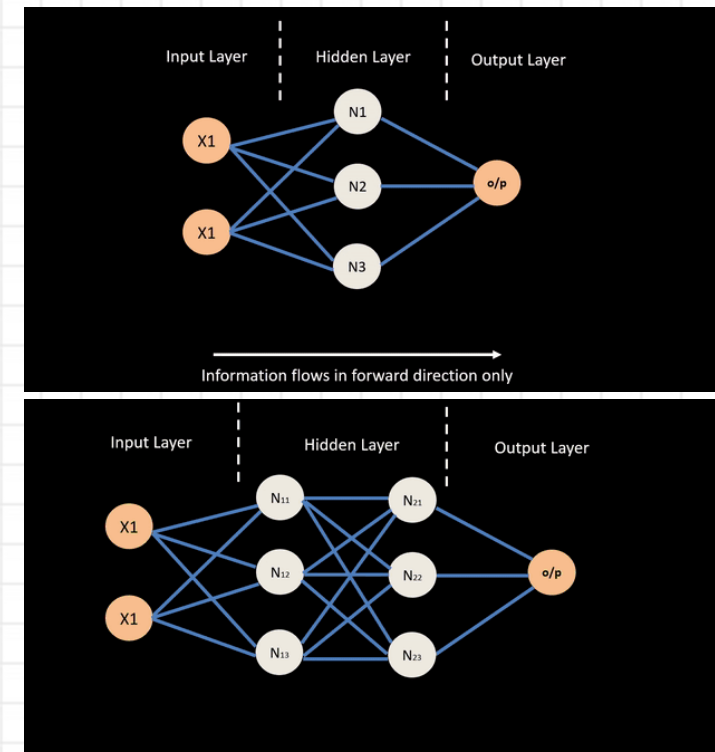 Input Layer
Hidden Layer
Output Layer
N1
X1
N2
o/p
X1
N3
Information flows in forward direction only
Input Layer
Hidden Layer
Output Layer
N11
N21
X1
N12
N22
o/p
X1
N13
N23